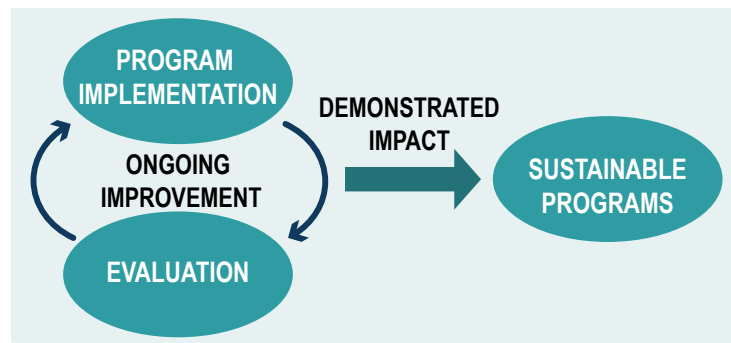 PROGRAM
IMPLEMENTATION
ONGOING
IMPROVEMENT
EVALUATION
DEMONSTRATED
IMPACT
SUSTAINABLE
PROGRAMS